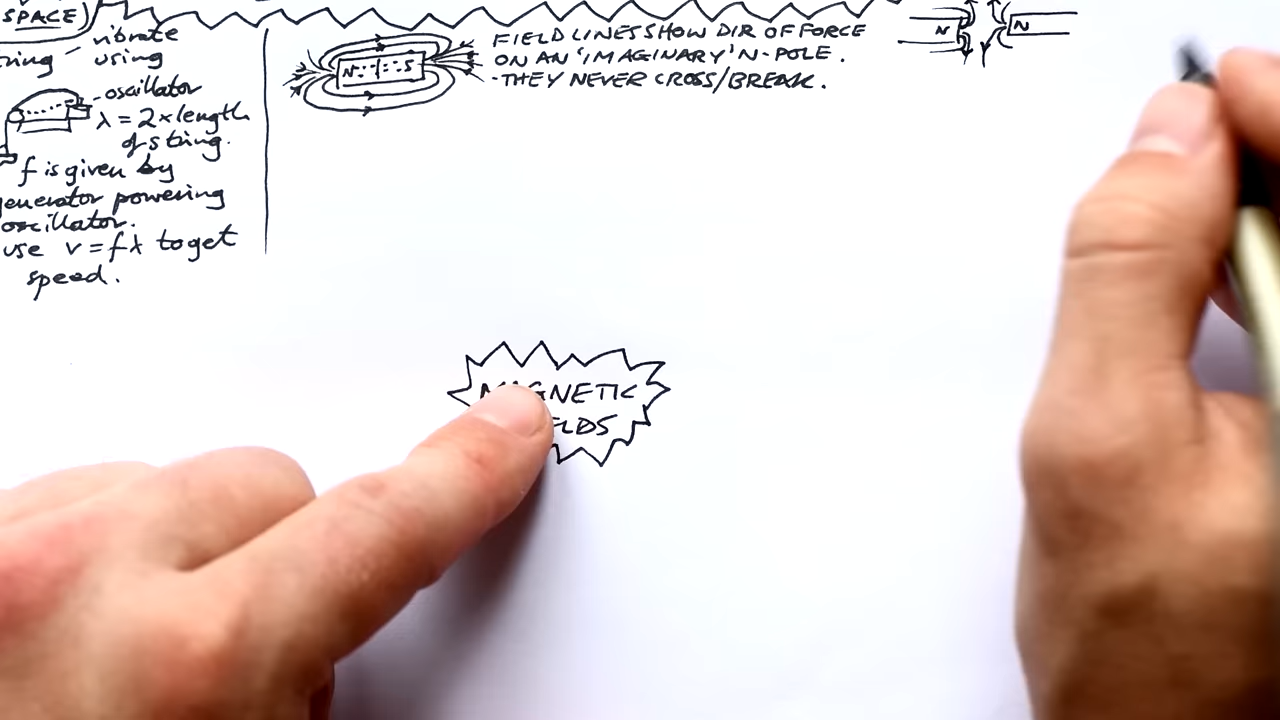 SPACE
vibrate
using
-oscillator
λ = 2 x length
of string.
f is given by
generator powering
oscillator.
use v = fλ to get
speed.
N S
FIELD LINES SHOW DIR OF FORCE
ON AN 'IMAGINARY' N-POLE.
-THEY NEVER CROSS/BREAK.
N N
MAGNETIC